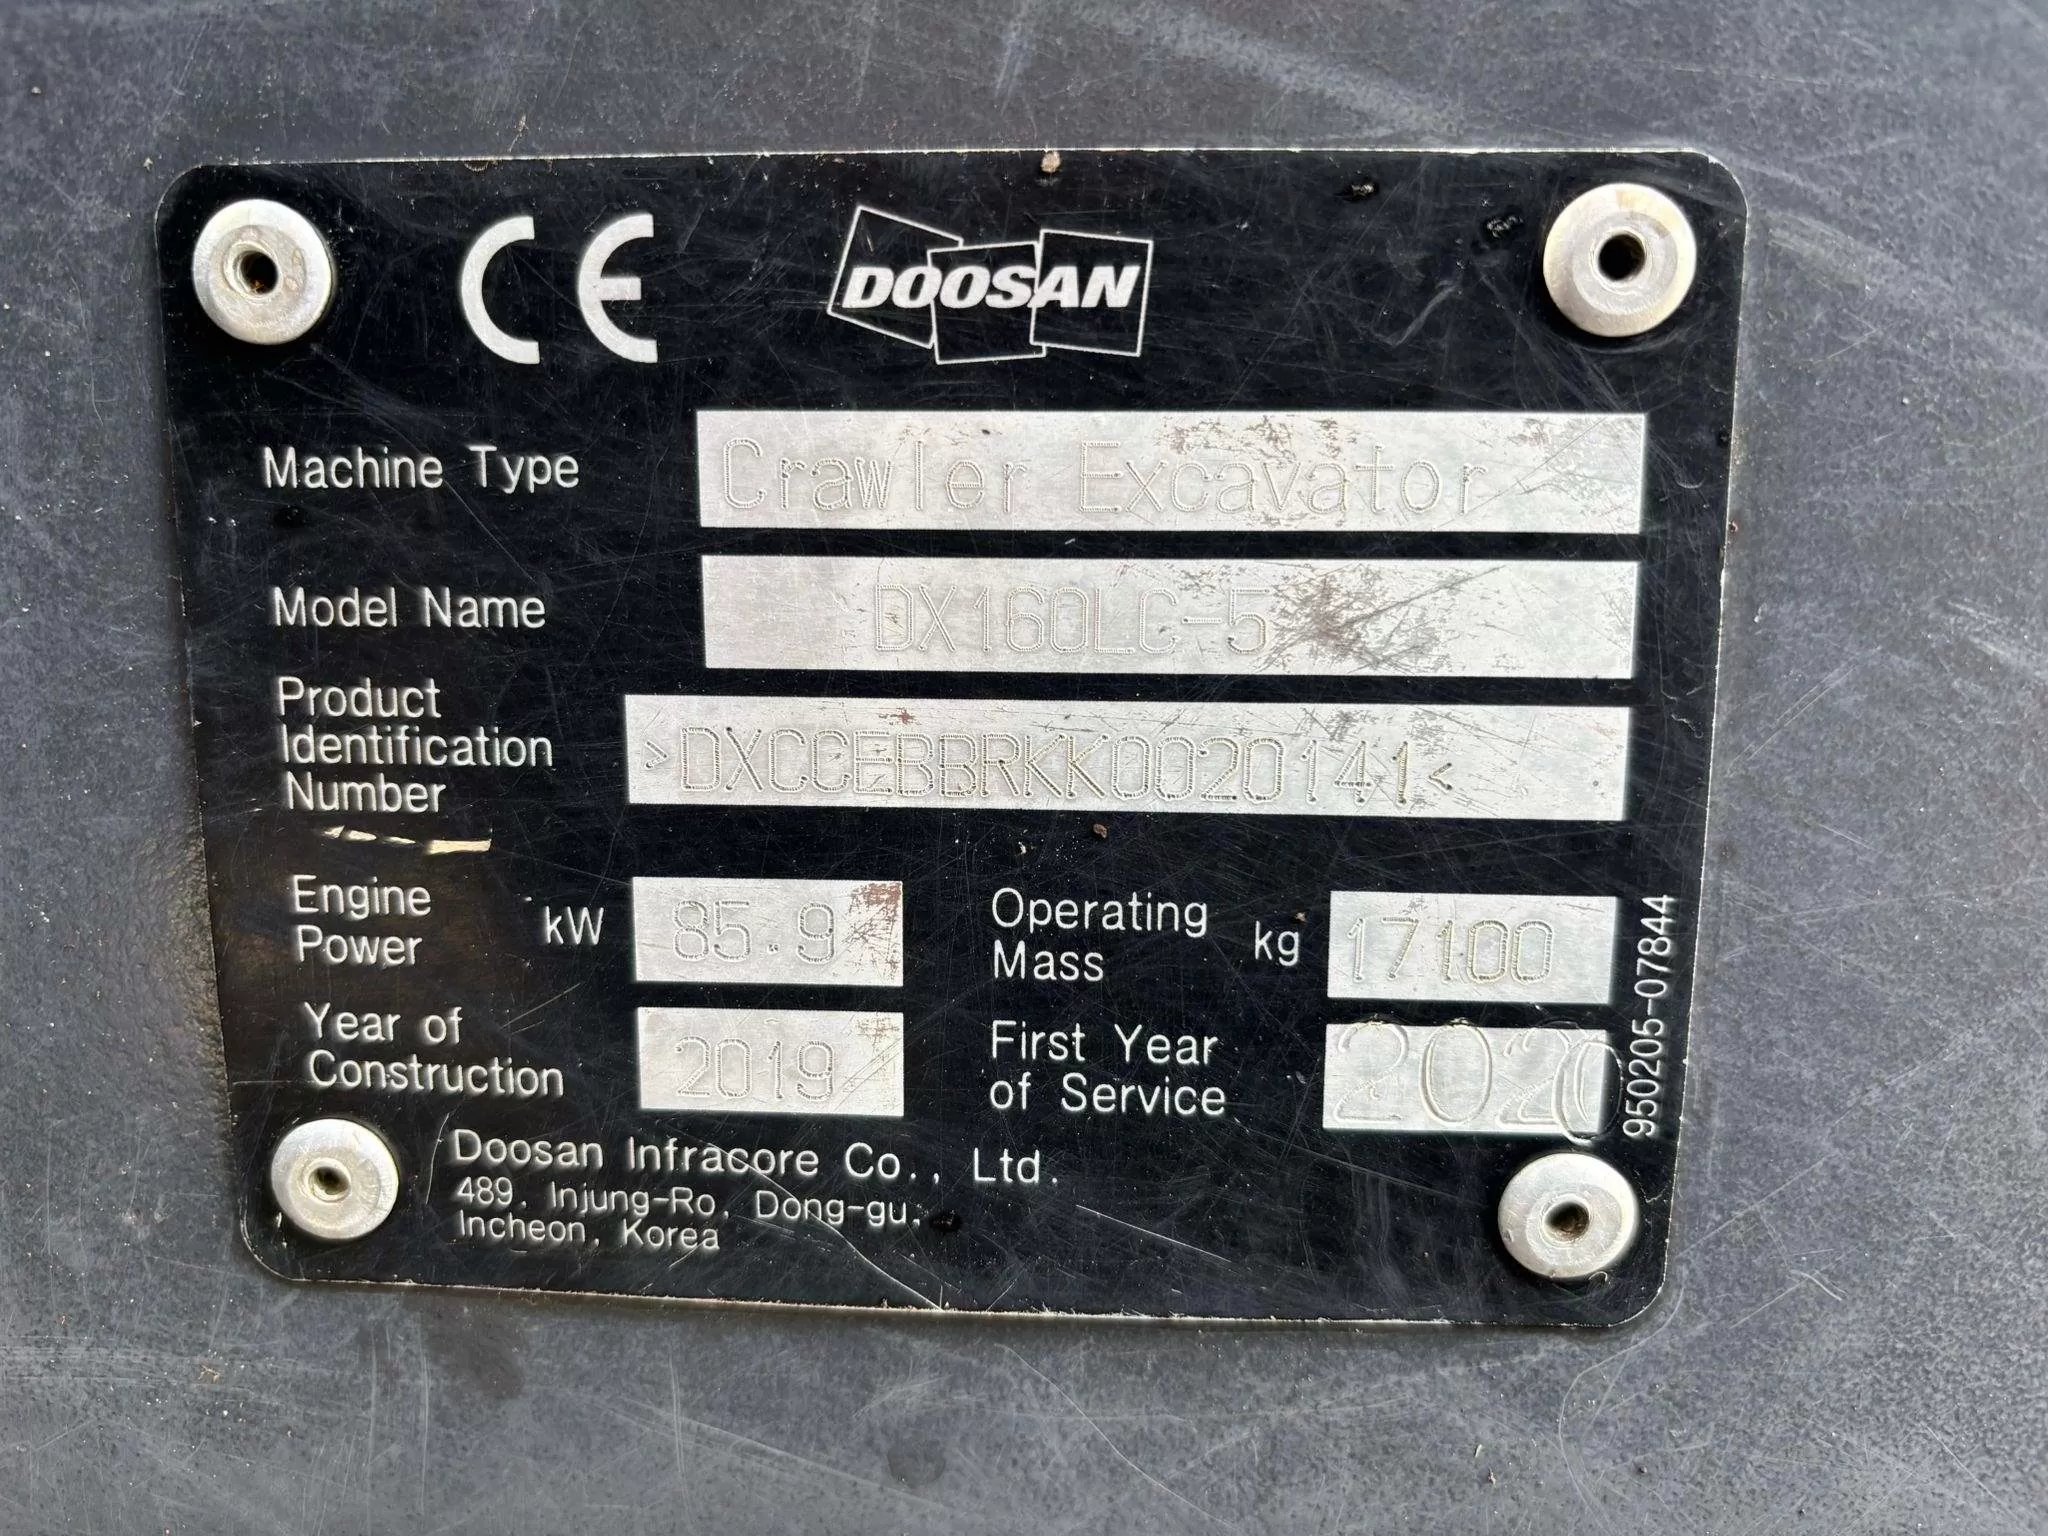 CE
DOOSAN
Machine Type Crawler Excavator
Model Name DX160LC-5
Product
Identification
Number >DXCCEBBRKK0020141<
Engine
Power kW 85.9
Operating
Mass kg 17100
Year of
Construction 2019
First Year
of Service 2020
950205-07844
Doosan Infracore Co., Ltd.
489, Injung-Ro, Dong-gu,
Incheon, Korea